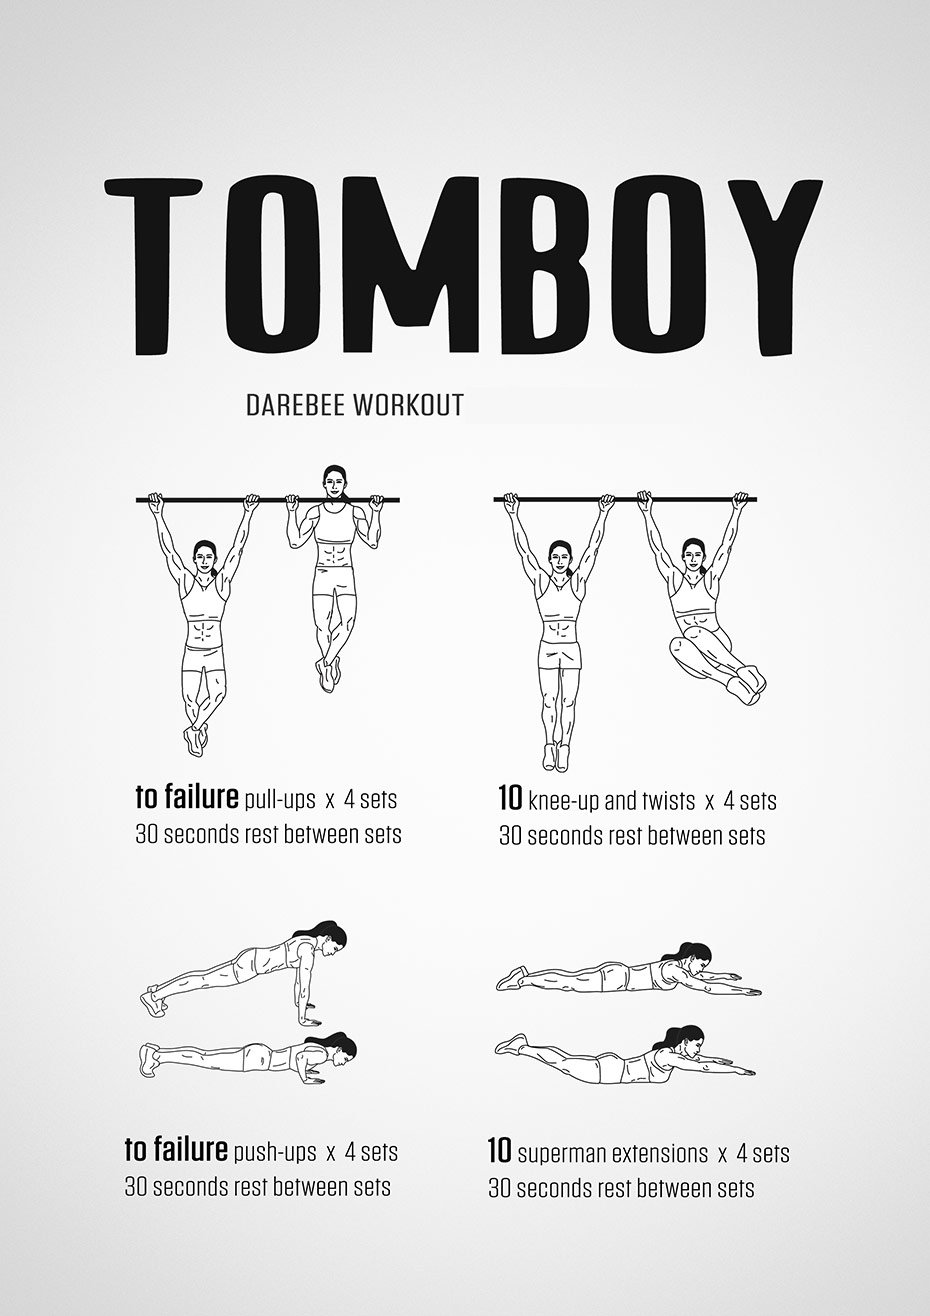 TOMBOY
DAREBEE WORKOUT
to failure pull-ups x 4 sets
30 seconds rest between sets
10 knee-up and twists x 4 sets
30 seconds rest between sets
to failure push-ups x 4 sets
30 seconds rest between sets
10 superman extensions x 4 sets
30 seconds rest between sets